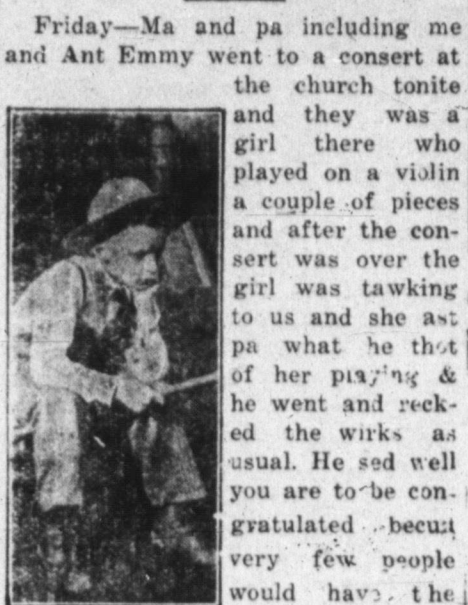 Friday—Ma and pa including me
and Ant Emmy went to a consert at
the church tonite
and they was a
girl there who
played on a violin
a couple of pieces
and after the con-
sert was over the
girl was tawking
to us and she ast
pa what he thot
of her playing &
he went and reck-
ed the wirks as
usual. He sed well
you are to be con-
gratulated becuz
very few people
would have the